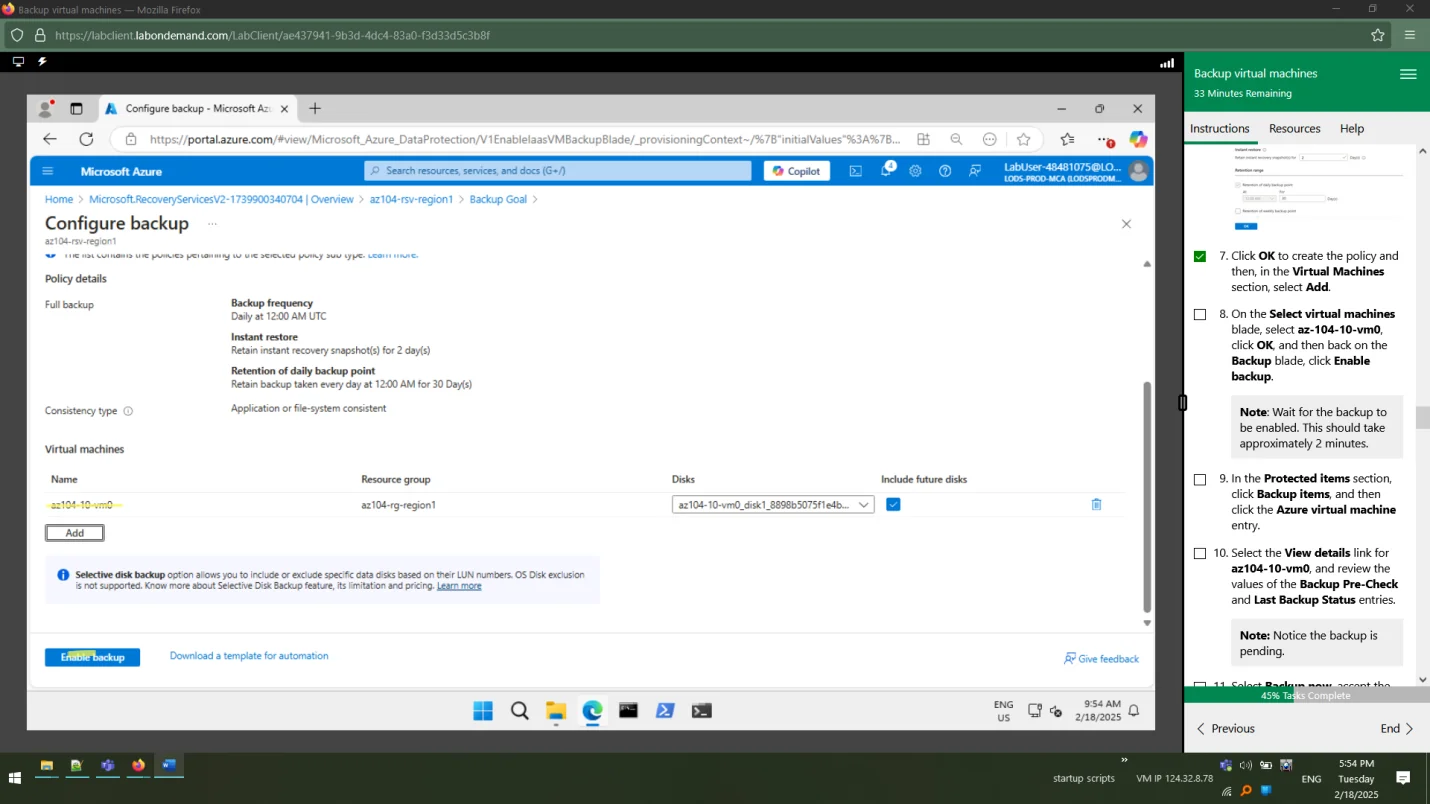 Backup virtual machines — Mozilla Firefox
https://labclient.labondemand.com/LabClient/ae437941-9b3d-4dc4-83a0-f3d33d5c3b8f
Configure backup - Microsoft Az
https://portal.azure.com/#view/Microsoft_Azure_DataProtection/V1EnableIaasVMBackupBlade/_provisioningContext~/%7B"initialValues"%3A%7B...
Microsoft Azure
Search resources, services, and docs (G+/)
Copilot
4
LabUser-48481075@LO...
LODS-PROD-MCA (LODSPRODM...
Home > Microsoft.RecoveryServicesV2-1739900340704 | Overview > az104-rsv-region1 > Backup Goal >
Configure backup ...
az104-rsv-region1
The list contains the policies pertaining to the selected policy sub type. Learn more.
Policy details
Full backup
Backup frequency
Daily at 12:00 AM UTC
Instant restore
Retain instant recovery snapshot(s) for 2 day(s)
Retention of daily backup point
Retain backup taken every day at 12:00 AM for 30 Day(s)
Consistency type
Application or file-system consistent
Virtual machines
Name Resource group Disks Include future disks
az104-10-vm0 az104-rg-region1 az104-10-vm0_disk1_8898b5075f1e4b...
Add
Selective disk backup option allows you to include or exclude specific data disks based on their LUN numbers. OS Disk exclusion
is not supported. Know more about Selective Disk Backup feature, its limitation and pricing. Learn more
Enable backup
Download a template for automation
Give feedback
ENG
US
9:54 AM
2/18/2025
Backup virtual machines
33 Minutes Remaining
Instructions Resources Help
Instant restore
Retention range
7. Click OK to create the policy and
then, in the Virtual Machines
section, select Add.
8. On the Select virtual machines
blade, select az-104-10-vm0,
click OK, and then back on the
Backup blade, click Enable
backup.
Note: Wait for the backup to
be enabled. This should take
approximately 2 minutes.
9. In the Protected items section,
click Backup items, and then
click the Azure virtual machine
entry.
10. Select the View details link for
az104-10-vm0, and review the
values of the Backup Pre-Check
and Last Backup Status entries.
Note: Notice the backup is
pending.
11. Select Backup now, accept the
45% Tasks Complete
Previous
End
startup scripts
VM IP 124.32.8.78
ENG
5:54 PM
Tuesday
2/18/2025